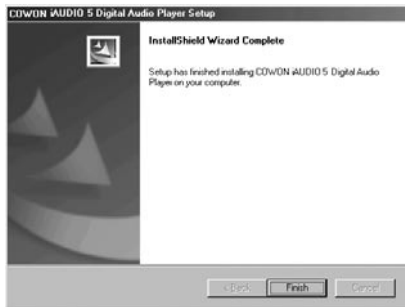 COWON iAUDIO 5 Digital Audio Player Setup
InstallShield Wizard Complete
Setup has finished installing COWON iAUDIO 5 Digital Audio
Player on your computer.
< Back Finish Cancel